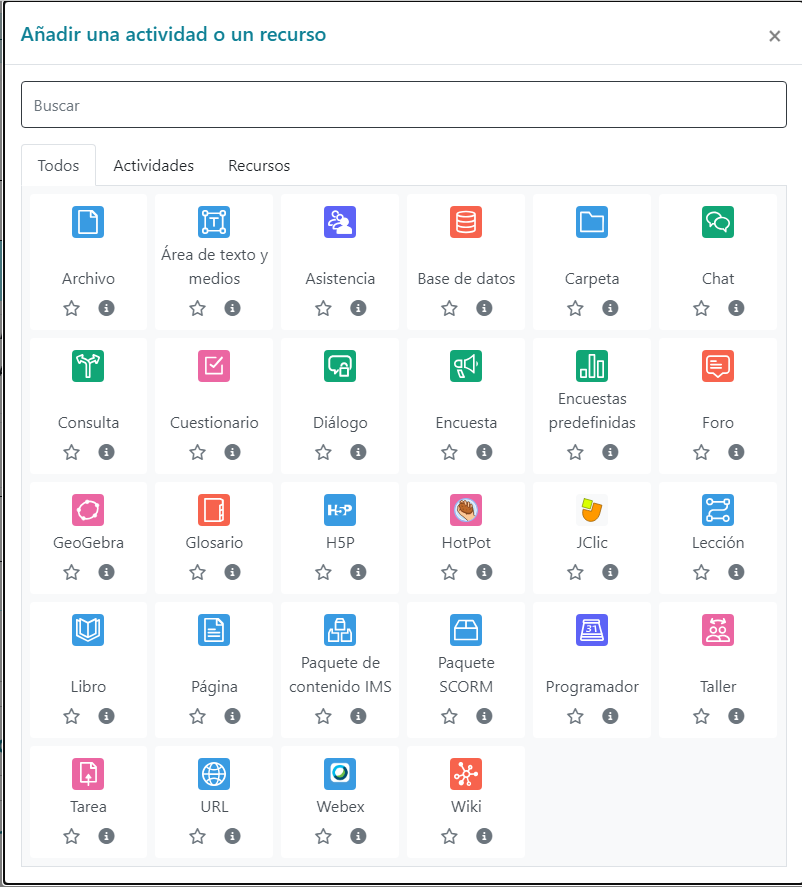 Añadir una actividad o un recurso
×
Buscar
Todos Actividades Recursos
Archivo
Área de texto y
medios
Asistencia
Base de datos
Carpeta
Chat
Consulta
Cuestionario
Diálogo
Encuesta
Encuestas
predefinidas
Foro
GeoGebra
Glosario
H5P
H5P
HotPot
JClic
Lección
Libro
Página
Paquete de
contenido IMS
Paquete
SCORM
31
Programador
Taller
Tarea
URL
Webex
Wiki